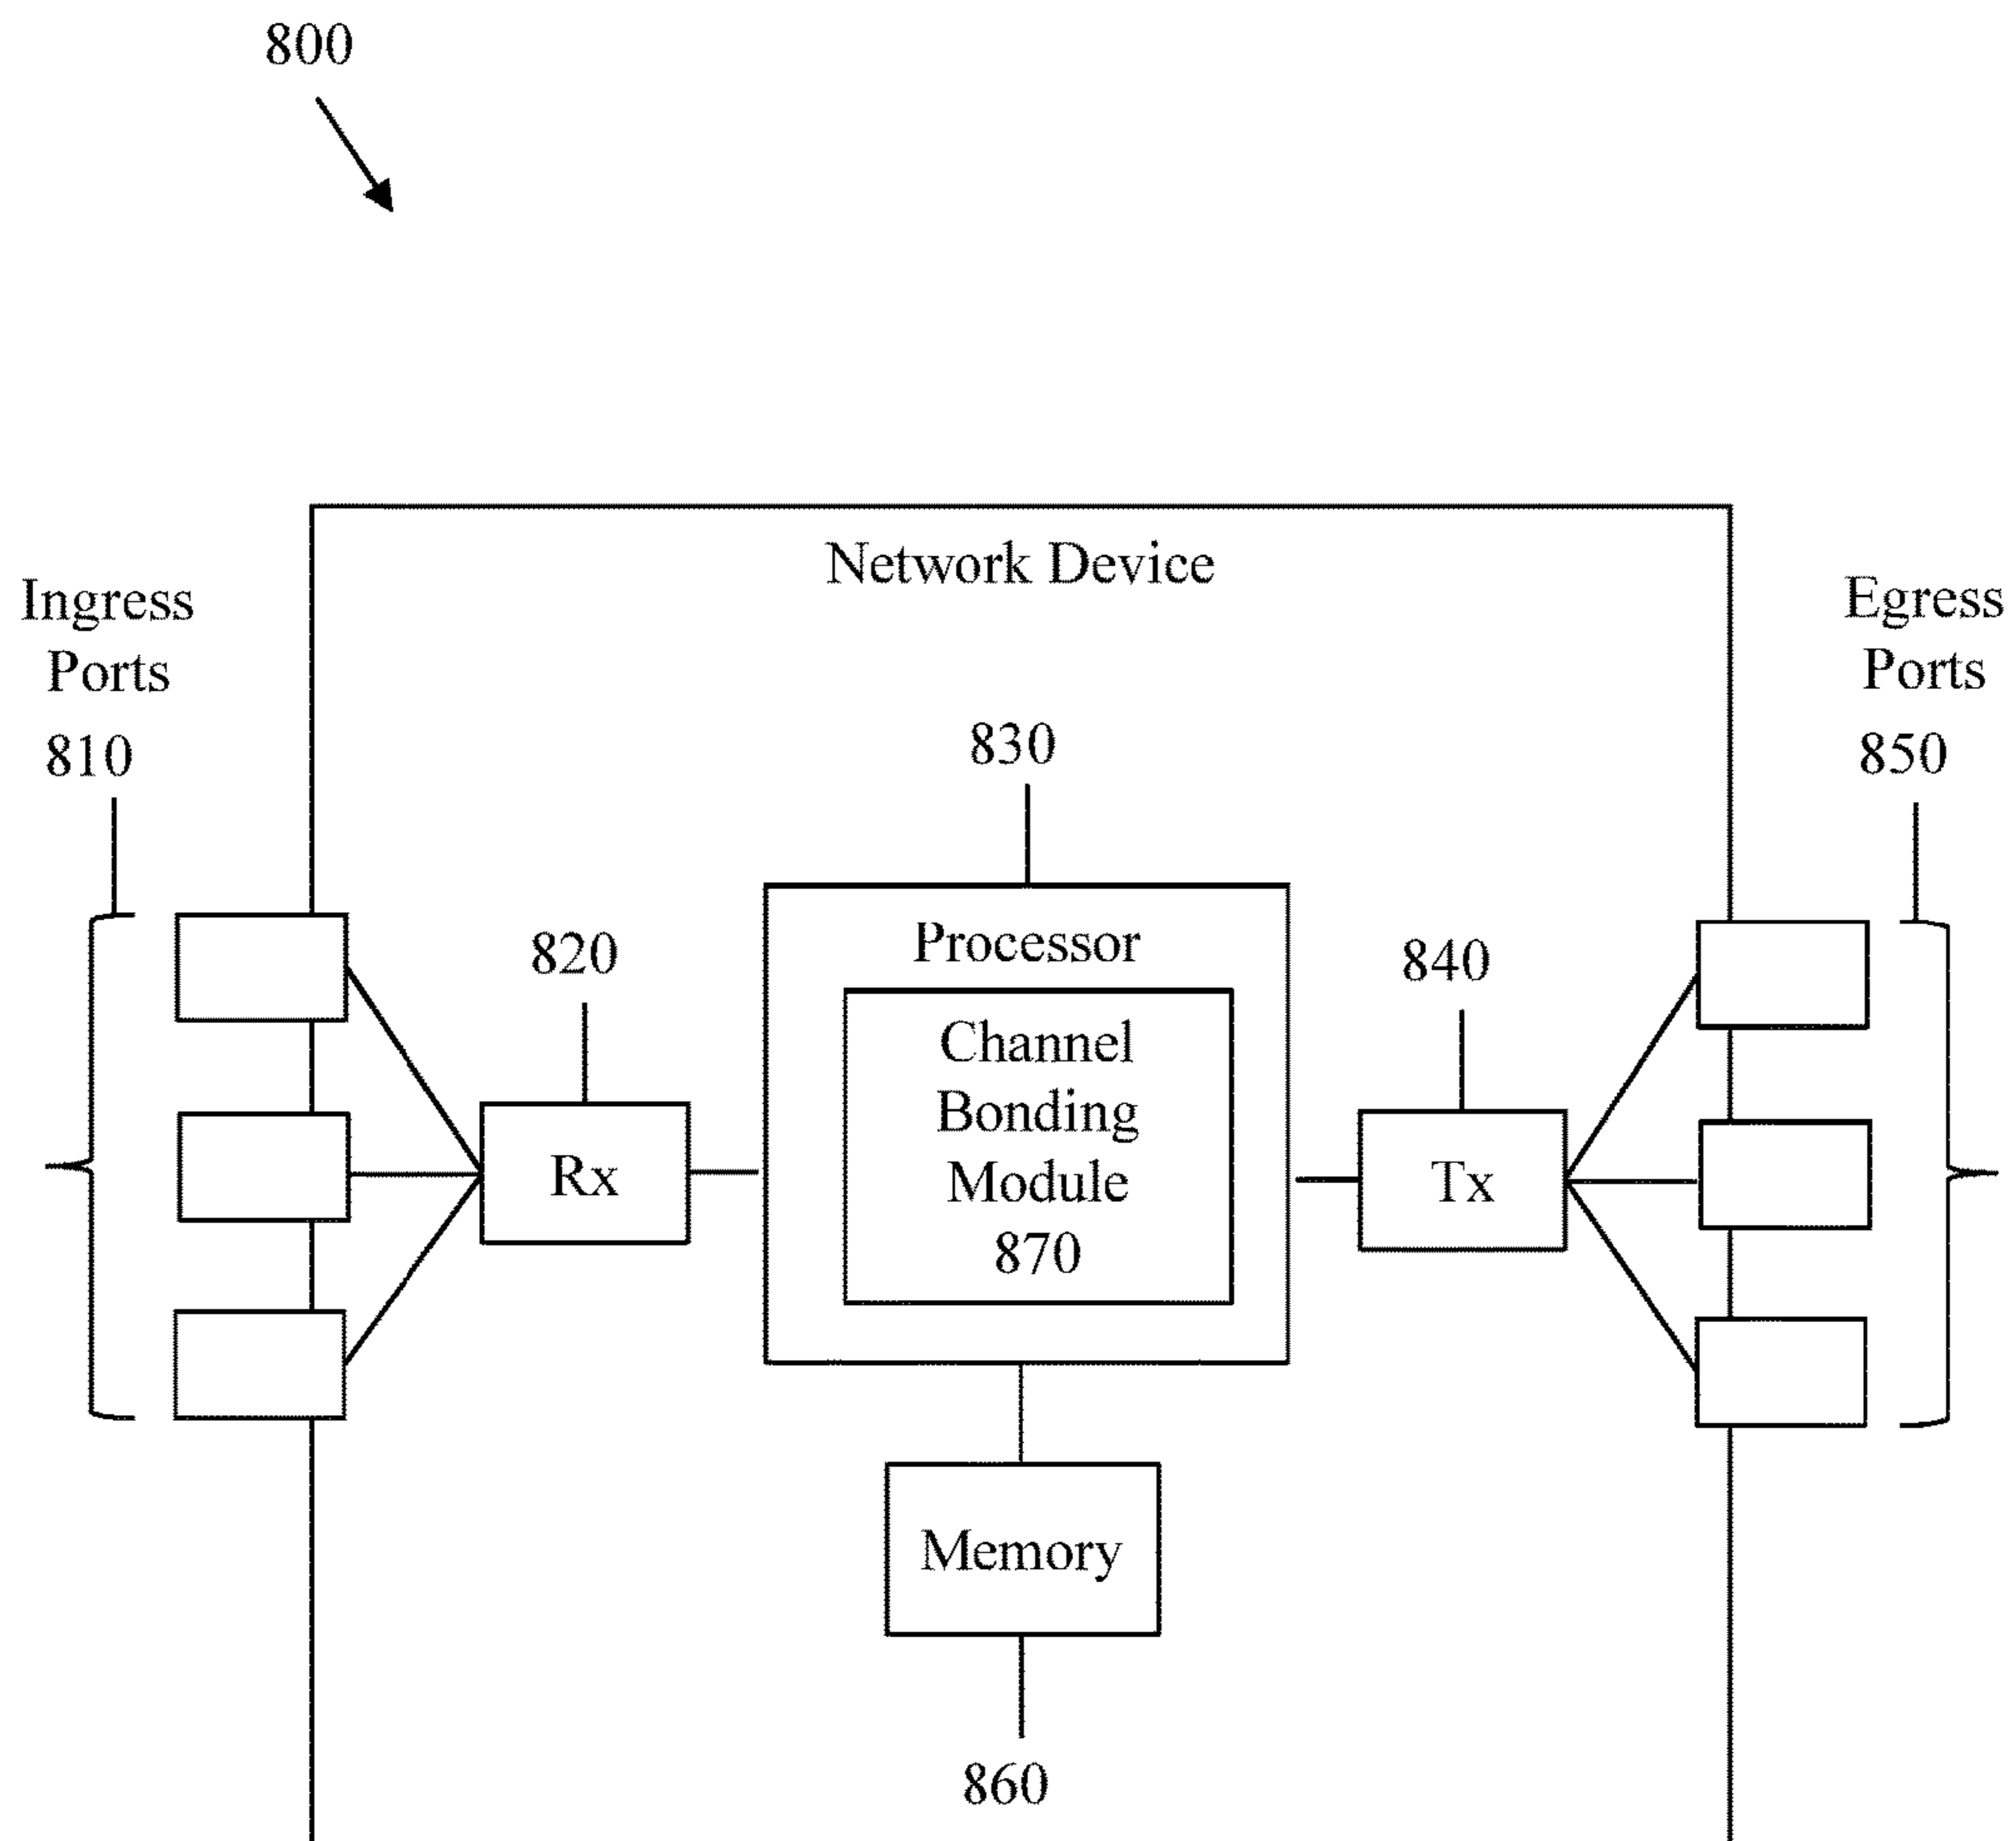 800
Network Device
Ingress
Ports
810
Egress
Ports
850
830
Processor
820
840
Channel
Bonding
Module
870
Rx
Tx
Memory
860